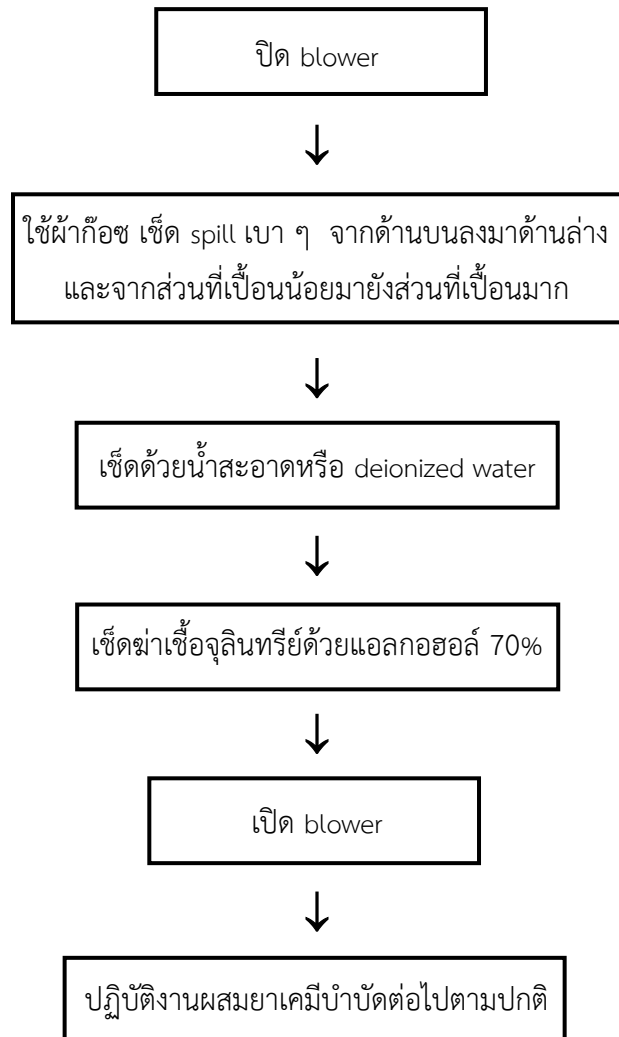 ปิด blower
ใช้ผ้าก๊อซ เช็ด spill เบา ๆ จากด้านบนลงมาด้านล่าง
และจากส่วนที่เปื้อนน้อยมายังส่วนที่เปื้อนมาก
เช็ดด้วยน้ำสะอาดหรือ deionized water
เช็ดฆ่าเชื้อจุลินทรีย์ด้วยแอลกอฮอล์ 70%
เปิด blower
ปฏิบัติงานผสมยาเคมีบำบัดต่อไปตามปกติ